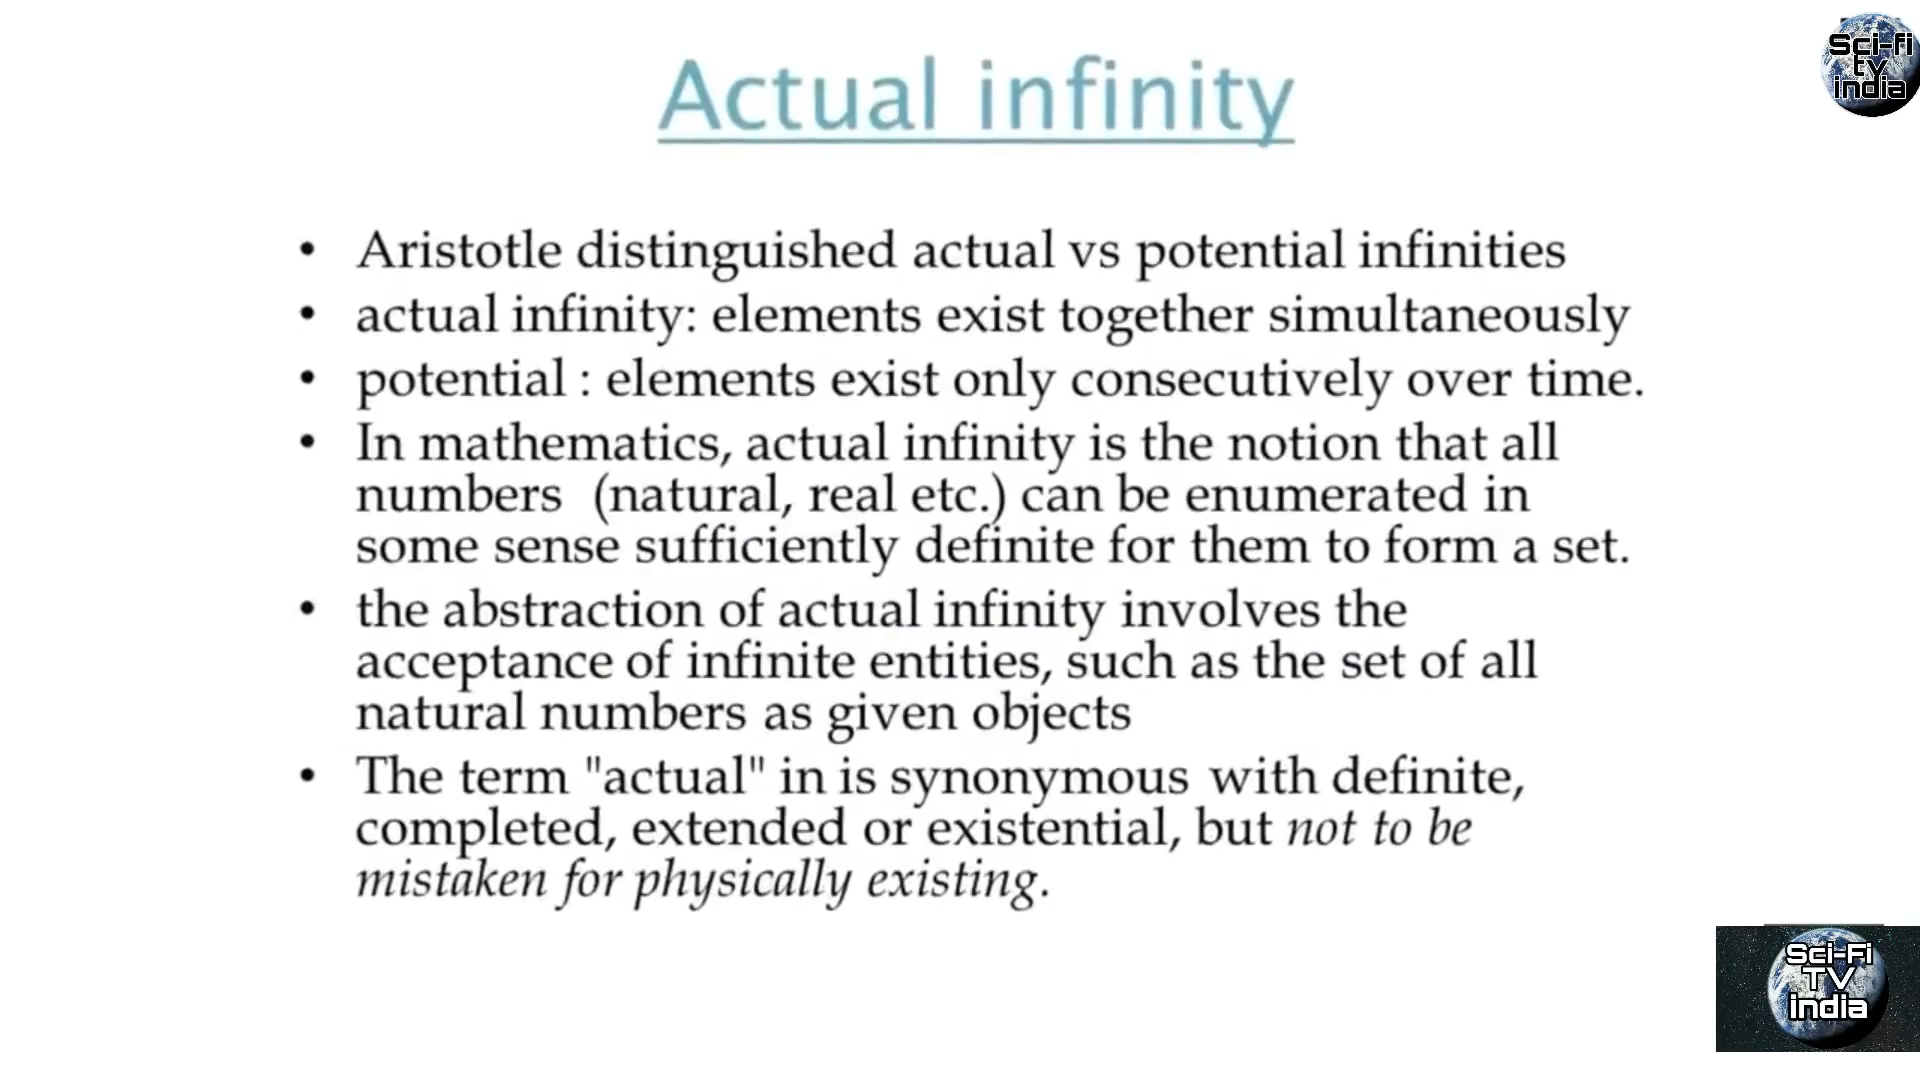 Actual infinity
Sci-fi
tv
india
• Aristotle distinguished actual vs potential infinities
• actual infinity: elements exist together simultaneously
• potential : elements exist only consecutively over time.
• In mathematics, actual infinity is the notion that all
numbers (natural, real etc.) can be enumerated in
some sense sufficiently definite for them to form a set.
• the abstraction of actual infinity involves the
acceptance of infinite entities, such as the set of all
natural numbers as given objects
• The term "actual" in is synonymous with definite,
completed, extended or existential, but not to be
mistaken for physically existing.
Sci-Fi
TV
india